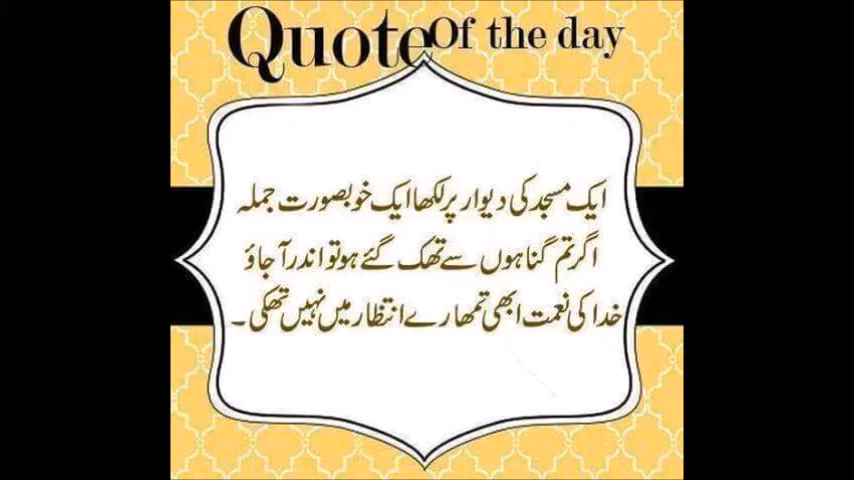 Quote Of the day
ایک مسجد کی دیوار پر لکھا ایک خوبصورت جملہ
اگر تم گناہوں سے تھک گئے ہو تو اندر آ جاؤ
خدا کی نعمت ابھی تمھارے انتظار میں نہیں تھکی۔